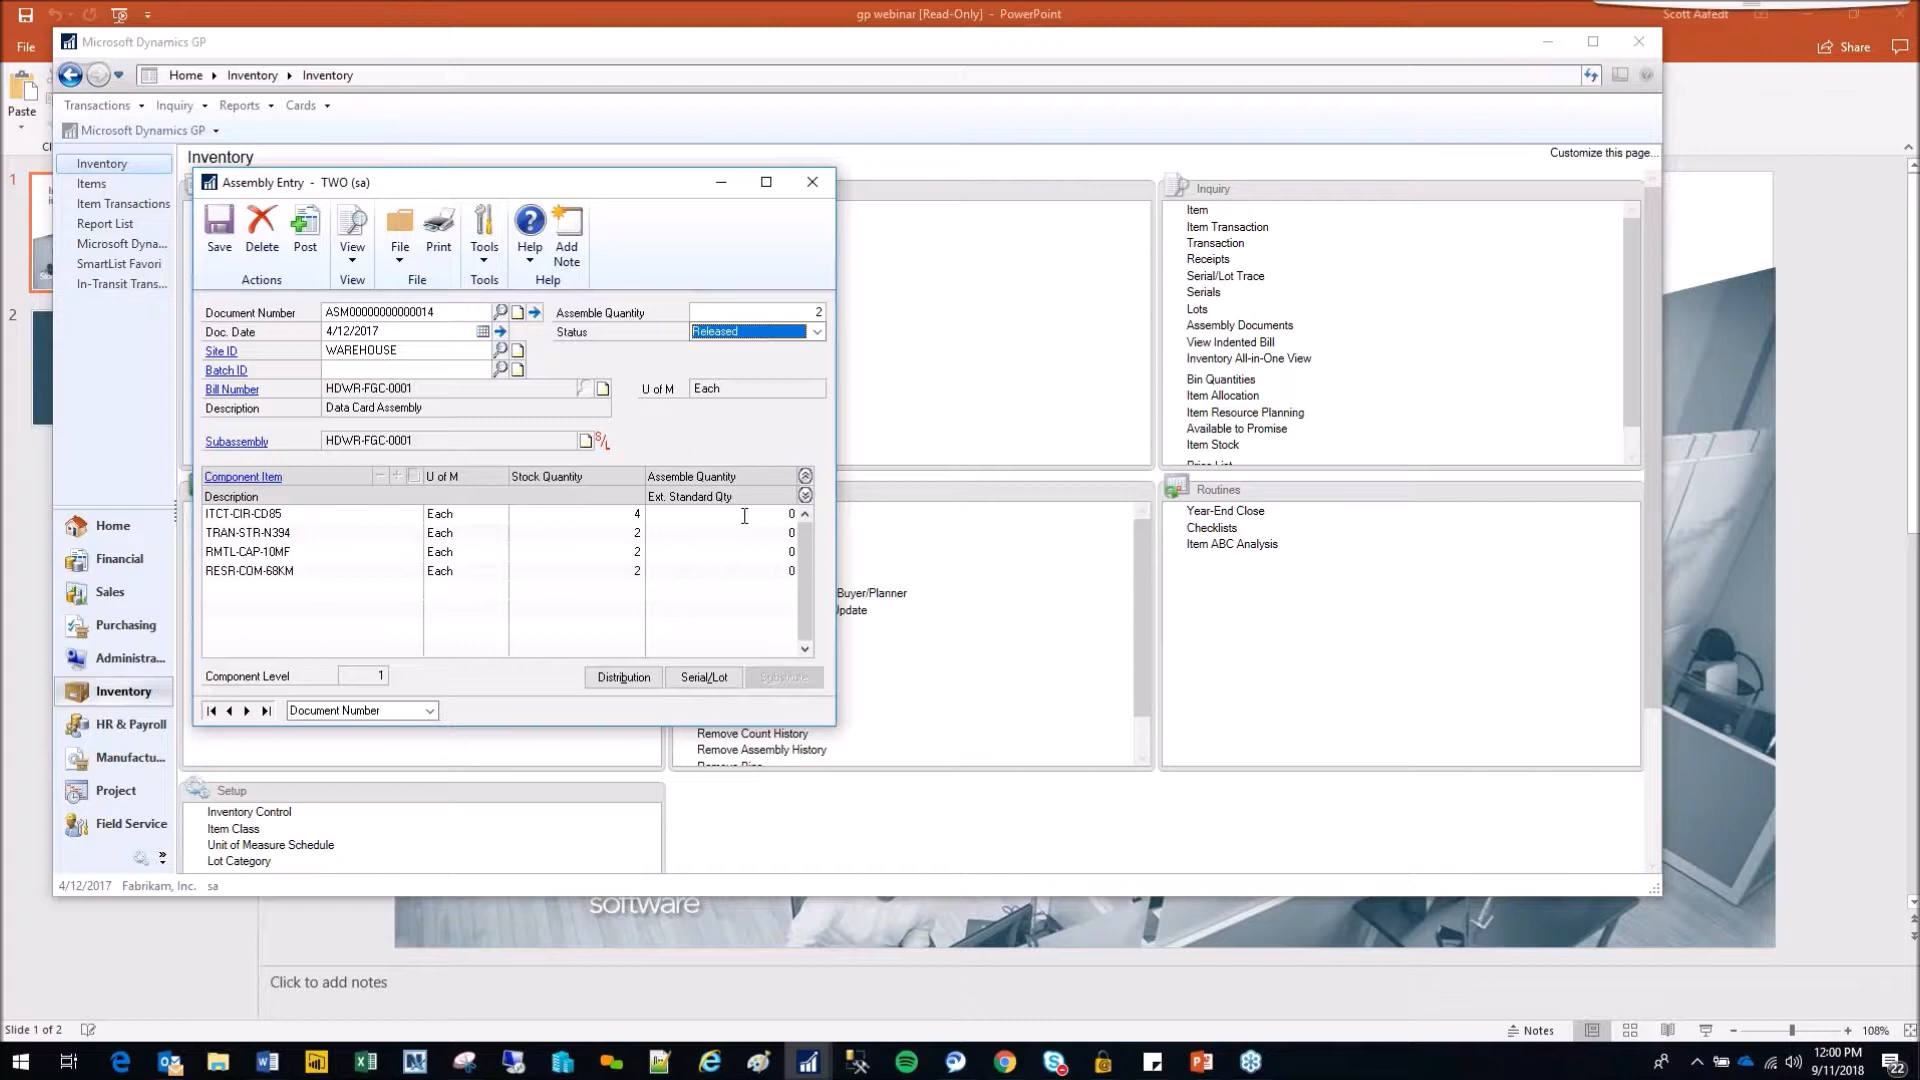 gp webinar [Read-Only] - PowerPoint
Scott Aafedt
File
Share
Paste
Microsoft Dynamics GP
Home
Inventory
Inventory
Transactions
Inquiry
Reports
Cards
Microsoft Dynamics GP
Inventory
Items
Item Transactions
Report List
Microsoft Dyna...
SmartList Favori
In-Transit Trans...
Inventory
Customize this page...
Assembly Entry - TWO (sa)
Save
Delete
Post
View
File
Print
Tools
Help
Add Note
Actions
View
File
Tools
Help
Document Number ASM0000000000014
Assemble Quantity 2
Doc. Date 4/12/2017
Status Released
Site ID WAREHOUSE
Batch ID
Bill Number HDWR-FGC-0001
U of M Each
Description Data Card Assembly
Subassembly HDWR-FGC-0001
S/L
Component Item U of M Stock Quantity Assemble Quantity
Description Ext. Standard Qty
ITCT-CIR-CD85 Each 4 0
TRAN-STR-N394 Each 2 0
RMTL-CAP-10MF Each 2 0
RESR-COM-68KM Each 2 0
Component Level 1
Distribution
Serial/Lot
Substitute
Document Number
Inquiry
Item
Item Transaction
Transaction
Receipts
Serial/Lot Trace
Serials
Lots
Assembly Documents
View Indented Bill
Inventory All-in-One View
Bin Quantities
Item Allocation
Item Resource Planning
Available to Promise
Item Stock
Price List
Routines
Year-End Close
Checklists
Item ABC Analysis
Buyer/Planner
Update
Remove Count History
Remove Assembly History
Remove Bins
Home
Financial
Sales
Purchasing
Administra...
Inventory
HR & Payroll
Manufactu...
Project
Field Service
Setup
Inventory Control
Item Class
Unit of Measure Schedule
Lot Category
4/12/2017 Fabrikam, Inc. sa
1
2
software
Click to add notes
Slide 1 of 2
Notes
108%
12:00 PM
9/11/2018
22